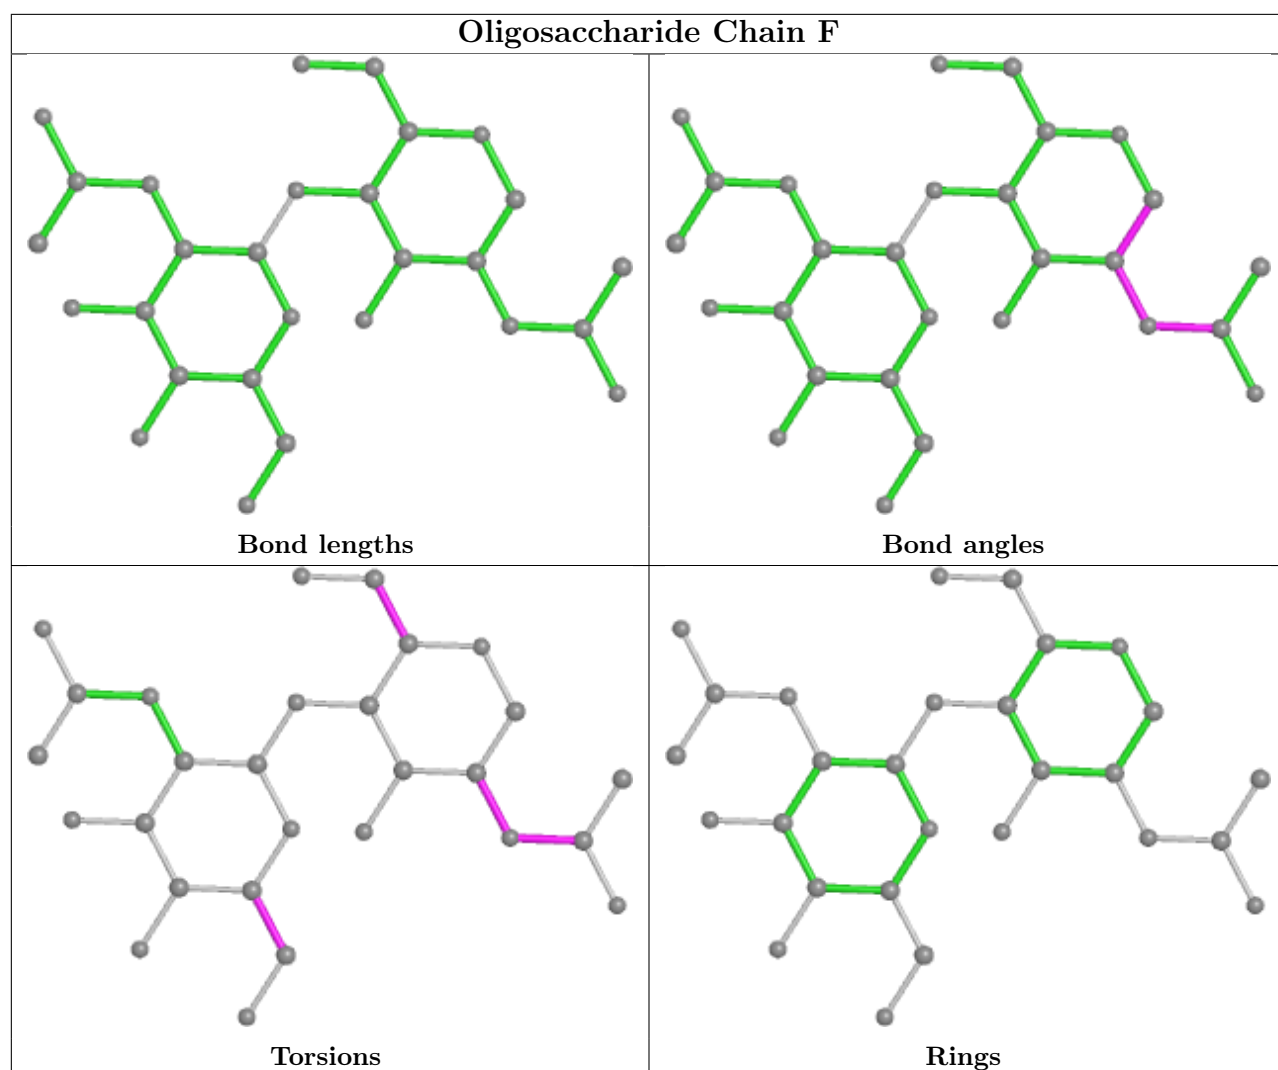 Oligosaccharide Chain F
Bond lengths
Bond angles
Torsions
Rings